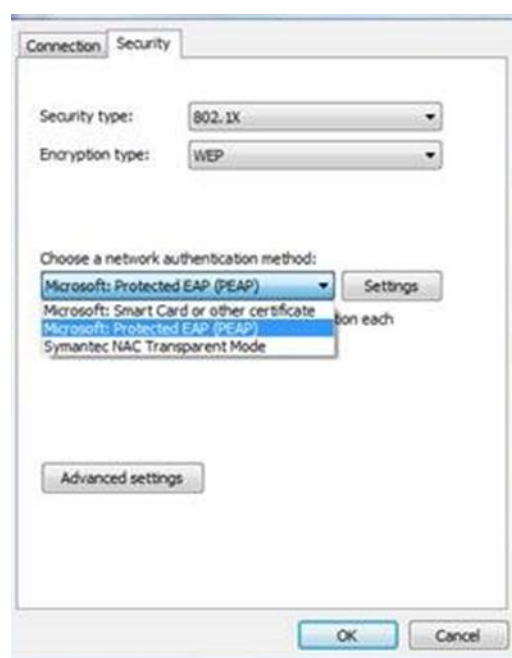 Connection Security
Security type: 802.1X
Encryption type: WEP
Choose a network authentication method:
Microsoft: Protected EAP (PEAP) Settings
Microsoft: Smart Card or other certificate
Microsoft: Protected EAP (PEAP)
Symantec NAC Transparent Mode
each
Advanced settings
OK Cancel